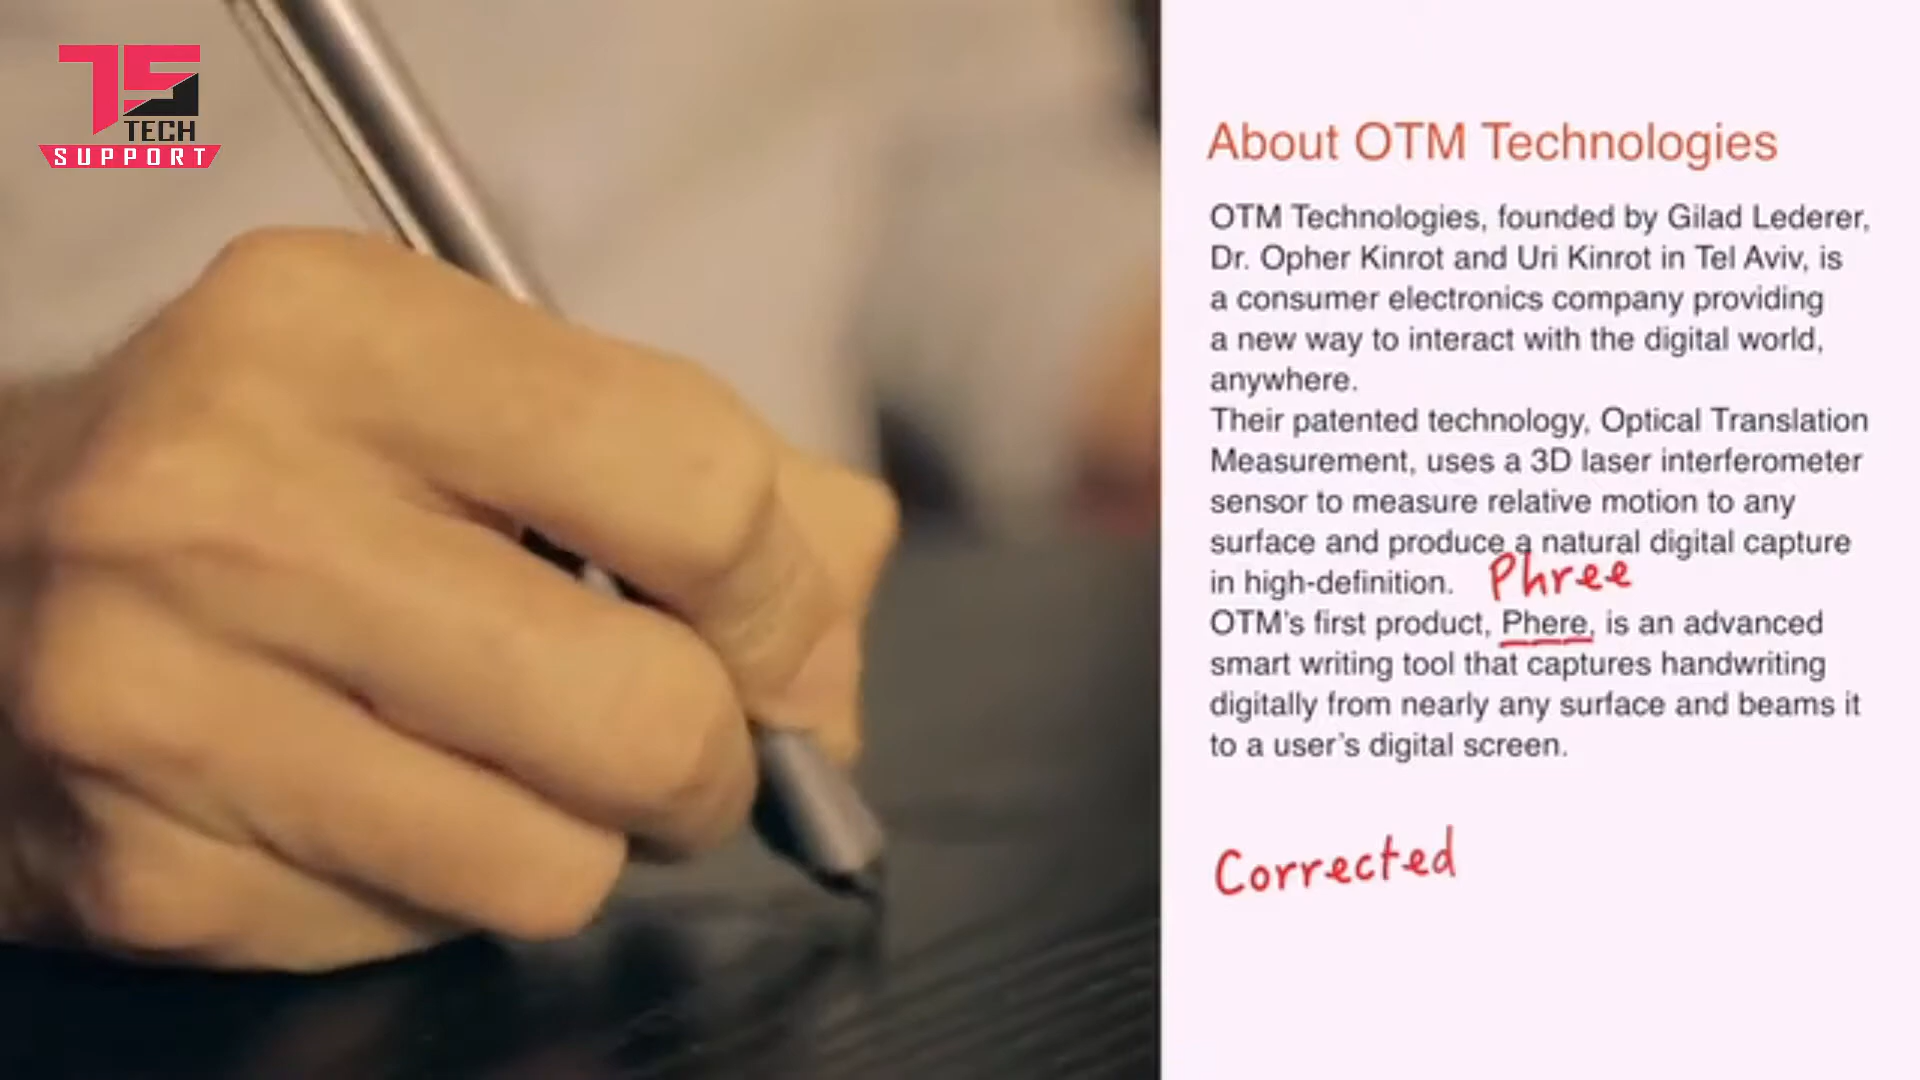 TS
TECH
SUPPORT
About OTM Technologies
OTM Technologies, founded by Gilad Lederer,
Dr. Opher Kinrot and Uri Kinrot in Tel Aviv, is
a consumer electronics company providing
a new way to interact with the digital world,
anywhere.
Their patented technology, Optical Translation
Measurement, uses a 3D laser interferometer
sensor to measure relative motion to any
surface and produce a natural digital capture
in high-definition. Phree
OTM's first product, Phere, is an advanced
smart writing tool that captures handwriting
digitally from nearly any surface and beams it
to a user's digital screen.
Corrected